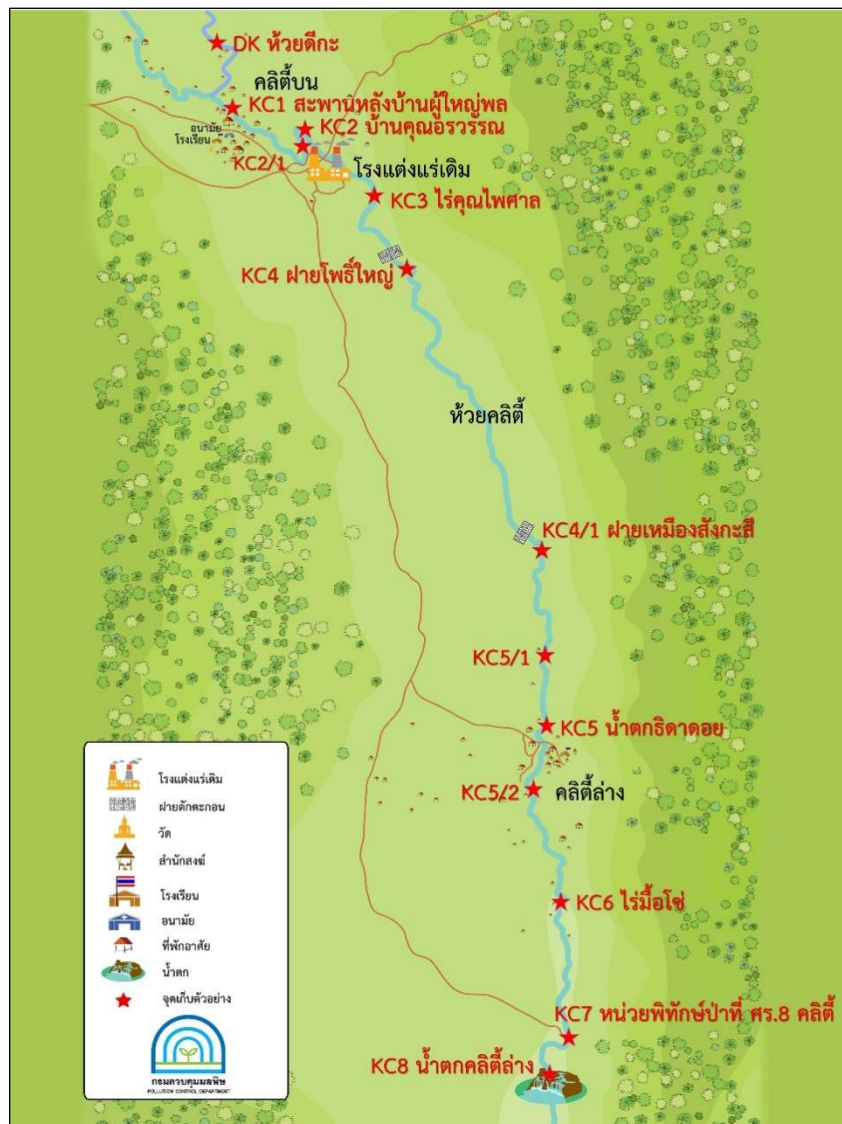 DK ห้วยดีกะ
คลิตี้บน
KC1 สะพานหลังบ้านผู้ใหญ่พล
KC2 บ้านคุณอรวรรณ
อนามัย
โรงเรียน
KC2/1
โรงแต่งแร่เดิม
KC3 ไร่คุณไพศาล
KC4 ฝายโพธิ์ใหญ่
ห้วยคลิตี้
KC4/1 ฝายเหมืองสังกะสี
KC5/1
KC5 น้ำตกธิดาดอย
KC5/2
คลิตี้ล่าง
KC6 ไร่มื้อโซ่
KC7 หน่วยพิทักษ์ป่าที่ ศร.8 คลิตี้
KC8 น้ำตกคลิตี้ล่าง
โรงแต่งแร่เดิม
ฝายดักตะกอน
วัด
สำนักสงฆ์
โรงเรียน
อนามัย
ที่พักอาศัย
น้ำตก
จุดเก็บตัวอย่าง
กรมควบคุมมลพิษ
POLLUTION CONTROL DEPARTMENT